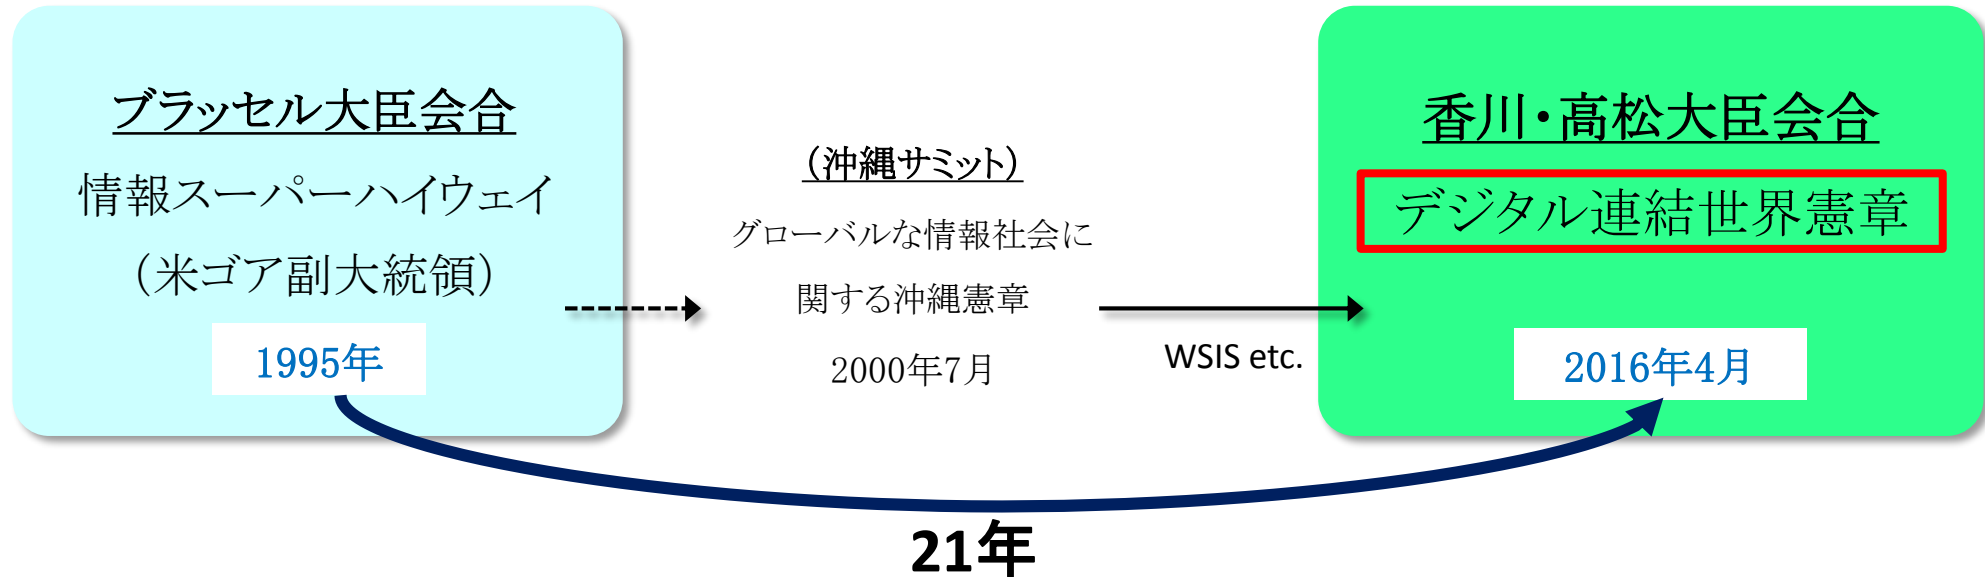 ブラッセル大臣会合
情報スーパーハイウェイ
（米ゴア副大統領）
1995年
（沖縄サミット）
グローバルな情報社会に
関する沖縄憲章
2000年7月
WSIS etc.
香川・高松大臣会合
デジタル連結世界憲章
2016年4月
21年